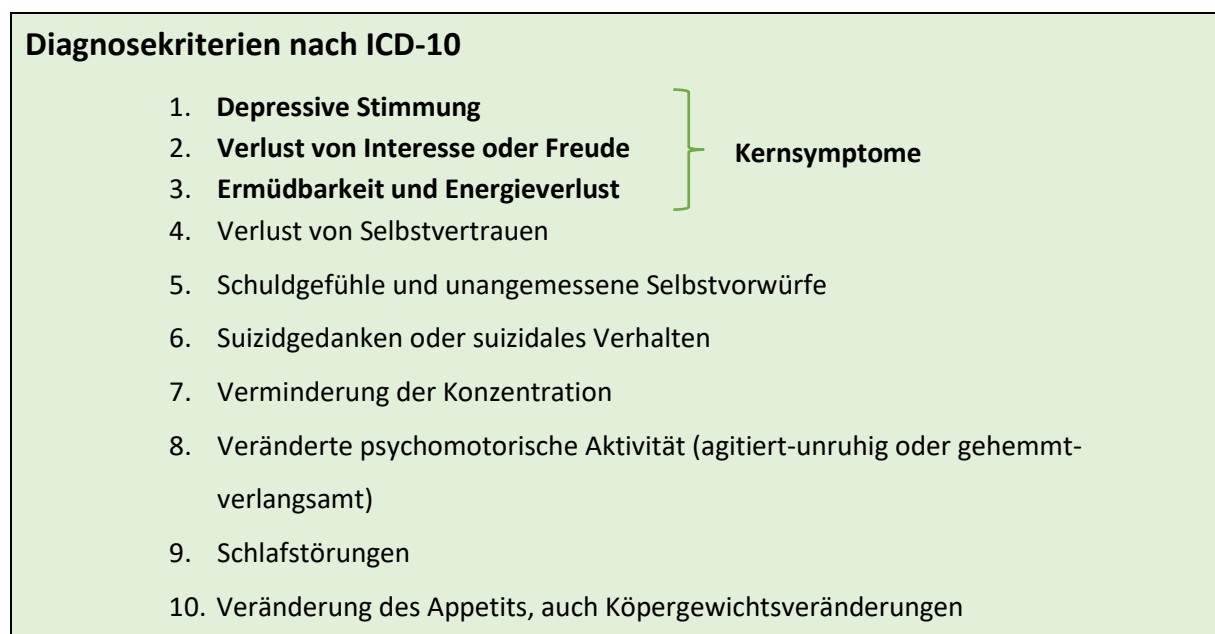 Diagnosekriterien nach ICD-10
1. Depressive Stimmung
2. Verlust von Interesse oder Freude
Kernsymptome
3. Ermüdbarkeit und Energieverlust
4. Verlust von Selbstvertrauen
5. Schuldgefühle und unangemessene Selbstvorwürfe
6. Suizidgedanken oder suizidales Verhalten
7. Verminderung der Konzentration
8. Veränderte psychomotorische Aktivität (agitiert-unruhig oder gehemmt-
verlangsamt)
9. Schlafstörungen
10. Veränderung des Appetits, auch Köpergewichtsveränderungen